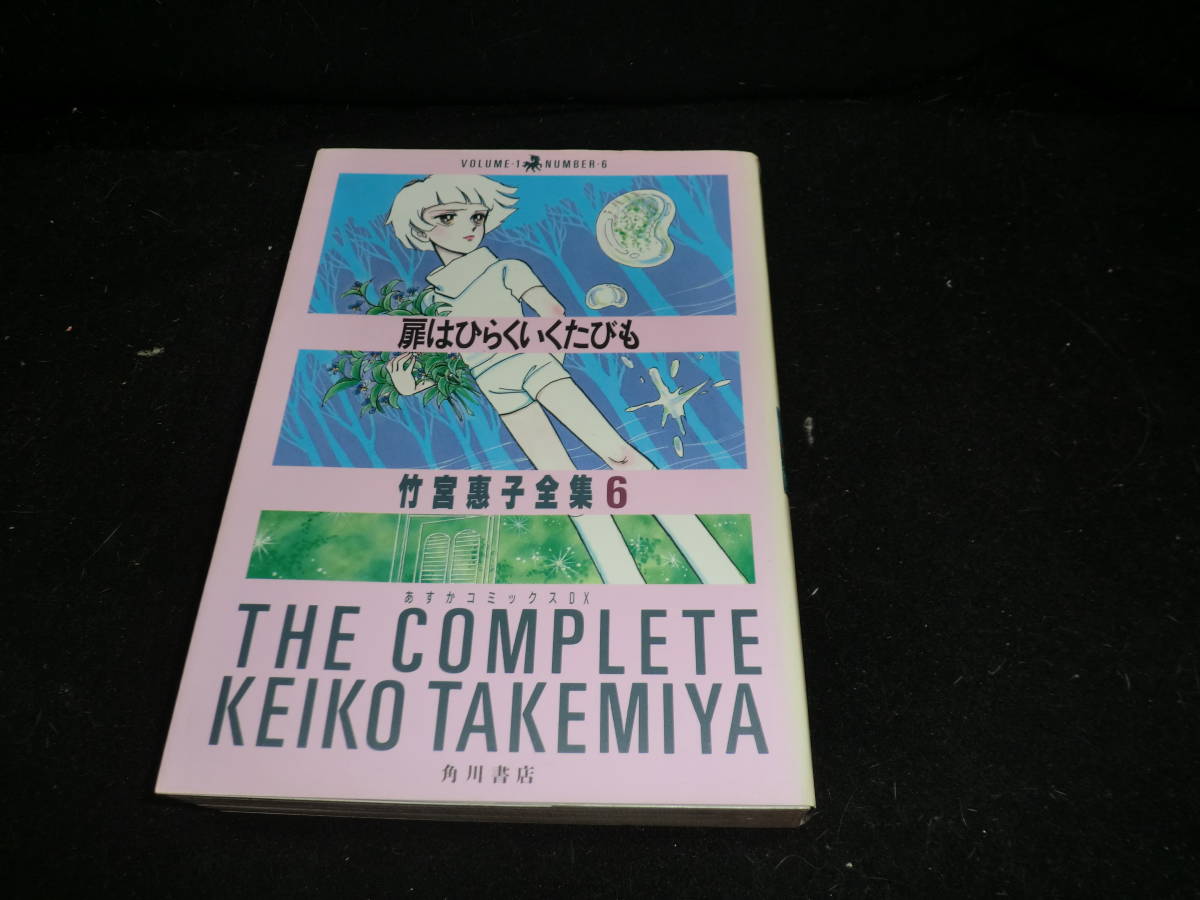 VOLUME·1 NUMBER·6
扉はひらくいくたびも
竹宮惠子全集6
あすかコミックスDX
THE COMPLETE
KEIKO TAKEMIYA
角川書店